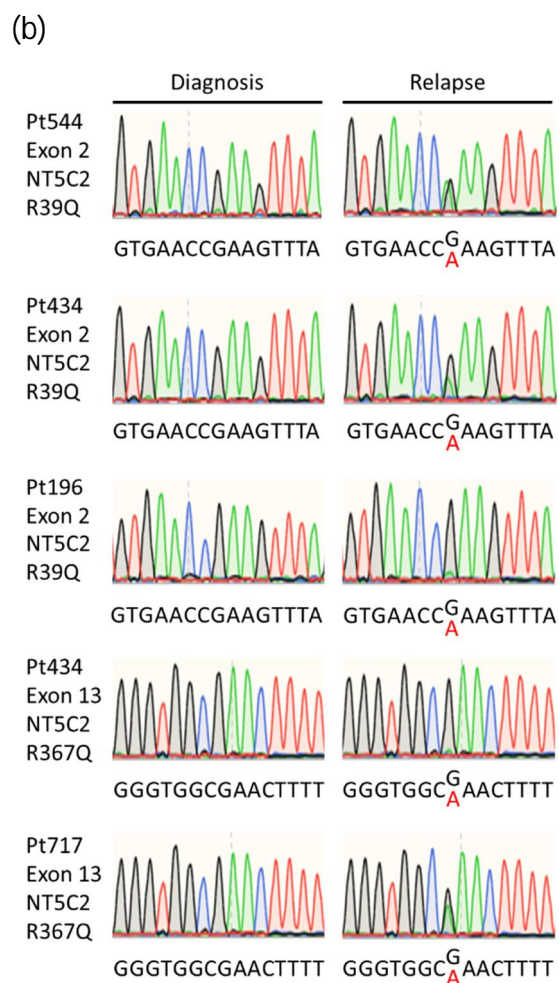 (b)
Diagnosis Relapse
Pt544
Exon 2
NT5C2
R39Q
GTGAACCGAAGTTTA GTGAACCGAAGTTTA
A
Pt434
Exon 2
NT5C2
R39Q
GTGAACCGAAGTTTA GTGAACCGAAGTTTA
A
Pt196
Exon 2
NT5C2
R39Q
GTGAACCGAAGTTTA GTGAACCGAAGTTTA
A
Pt434
Exon 13
NT5C2
R367Q
GGGTGGCGAACTTTT GGGTGGCGAACTTTT
A
Pt717
Exon 13
NT5C2
R367Q
GGGTGGCGAACTTTT GGGTGGCGAACTTTT
A